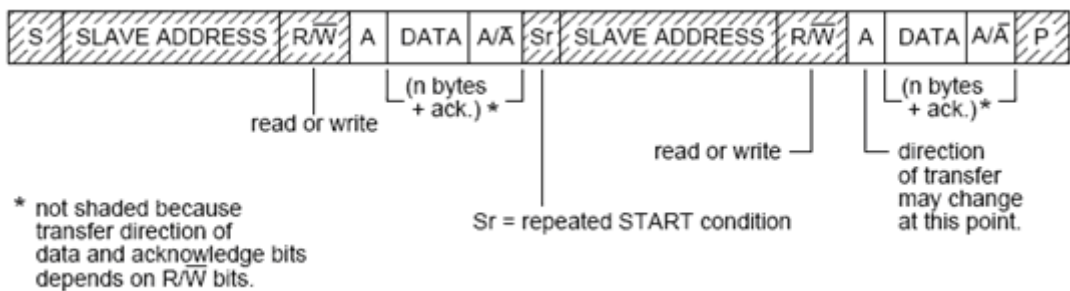 S SLAVE ADDRESS R/W̅ A DATA A/A̅ Sr SLAVE ADDRESS R/W̅ A DATA A/A̅ P
(n bytes
+ ack.) *
read or write
(n bytes
+ ack.) *
read or write
direction
of transfer
may change
at this point.
* not shaded because
transfer direction of
data and acknowledge bits
depends on R/W̅ bits.
Sr = repeated START condition